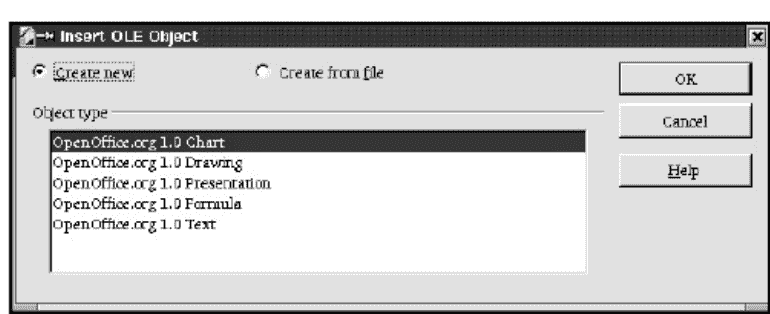 Insert OLE Object
Create new
Create from file
OK
Object type
Cancel
OpenOffice.org 1.0 Chart
OpenOffice.org 1.0 Drawing
Help
OpenOffice.org 1.0 Presentation
OpenOffice.org 1.0 Formula
OpenOffice.org 1.0 Text